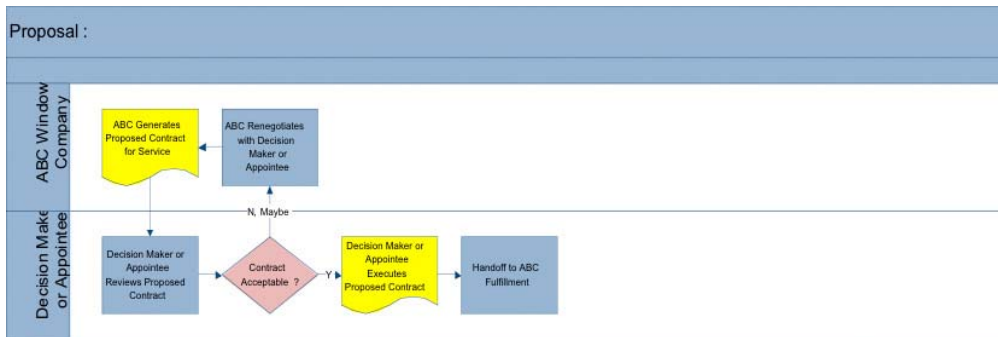 Proposal :
ABC Window
Company
ABC Generates
Proposed Contract
for Service
ABC Renegotiates
with Decision
Maker or
Appointee
N, Maybe
Decision Make
or Appointee
Decision Maker or
Appointee
Reviews Proposed
Contract
Contract
Acceptable ?
Y
Decision Maker or
Appointee
Executes
Proposed Contract
Handoff to ABC
Fulfillment